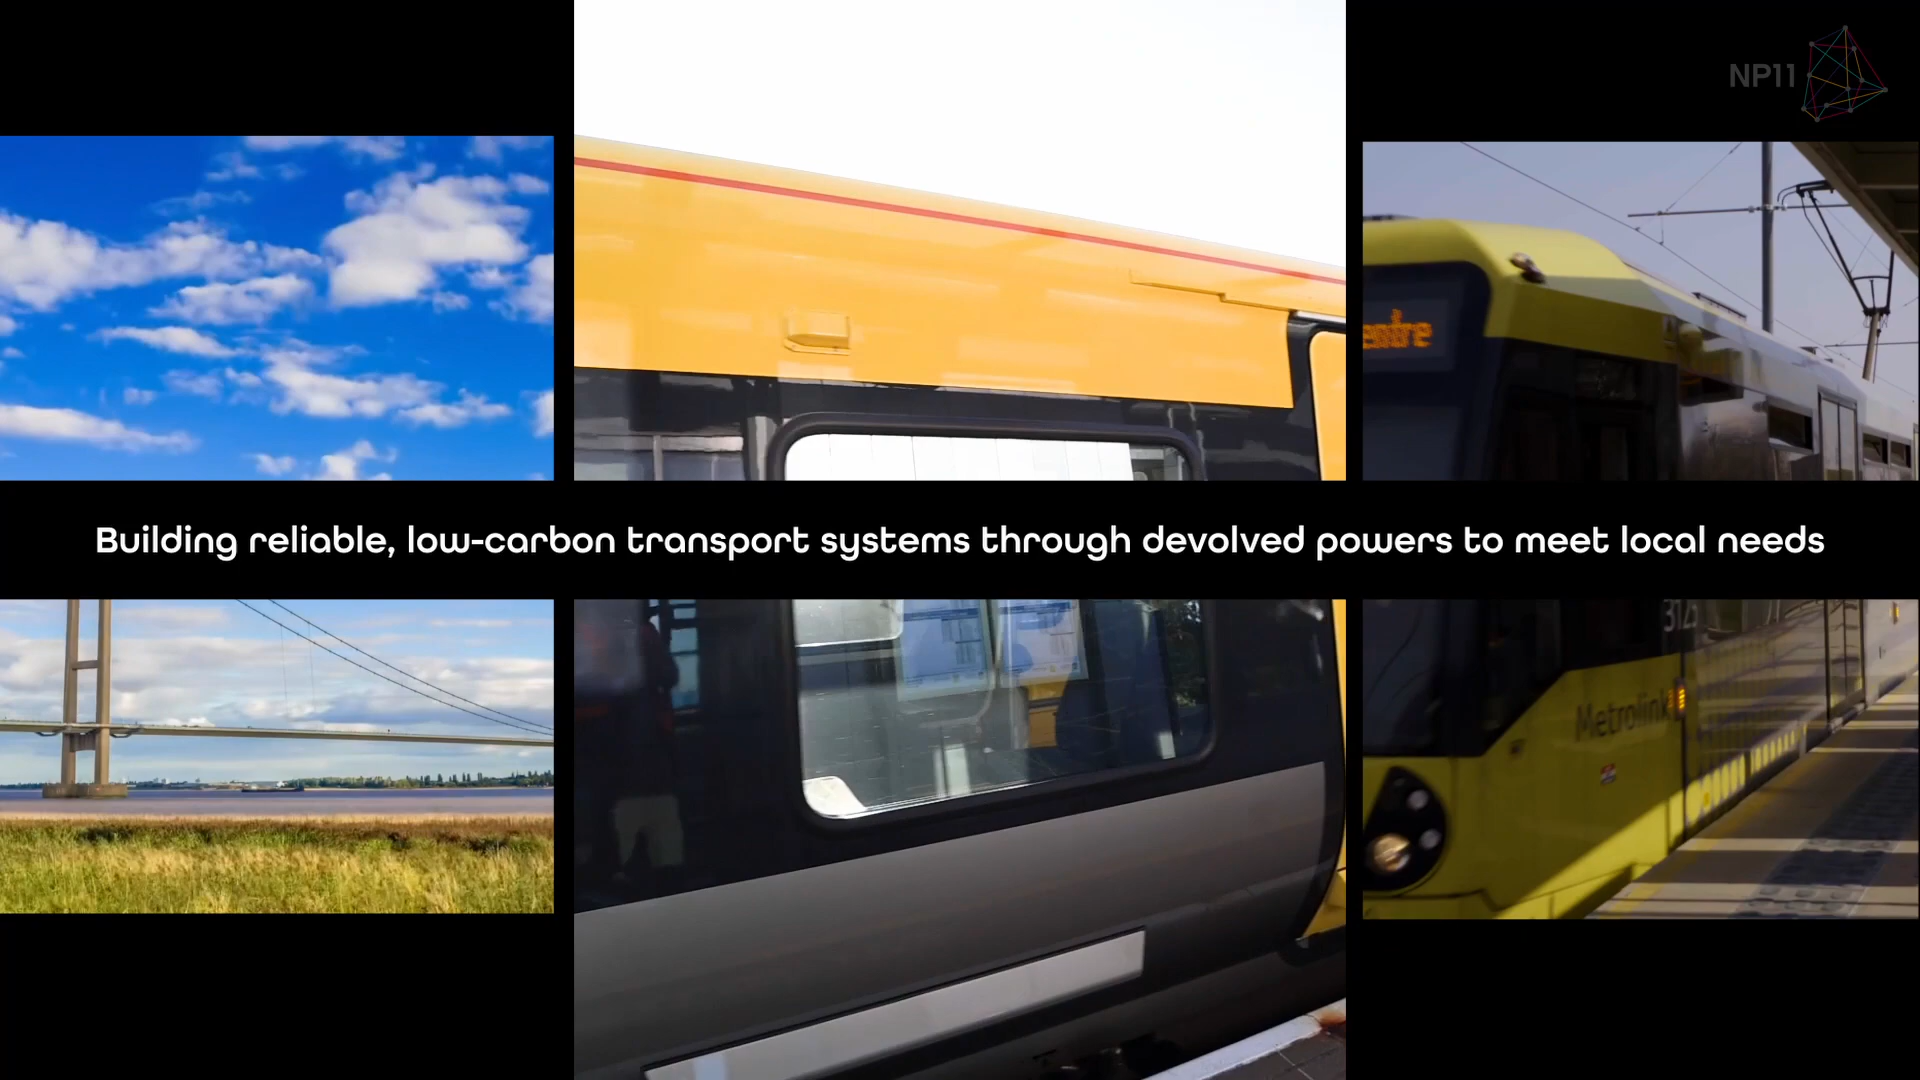 NP11
Building reliable, low-carbon transport systems through devolved powers to meet local needs
Metrolink